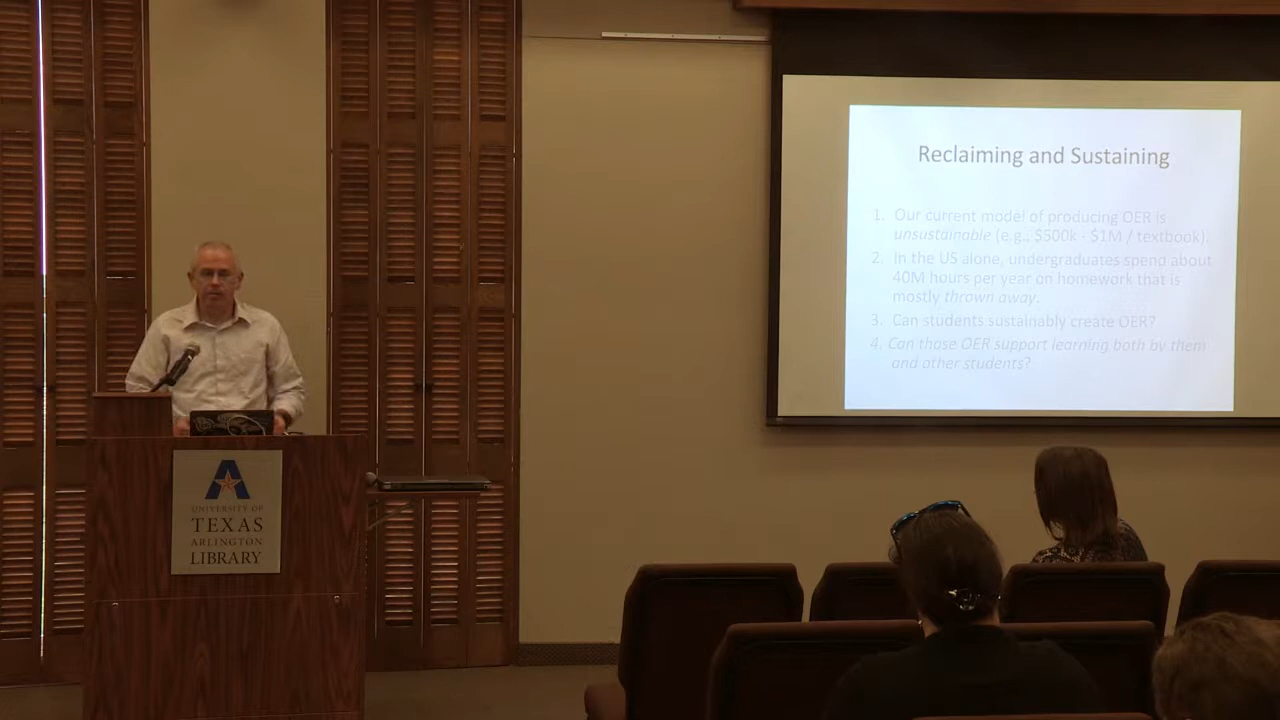 UNIVERSITY OF
TEXAS
ARLINGTON
LIBRARY
Reclaiming and Sustaining
1. Our current model of producing OER is
unsustainable (e.g., $500k - $1M / textbook).
2. In the US alone, undergraduates spend about
40M hours per year on homework that is
mostly thrown away.
3. Can students sustainably create OER?
4. Can those OER support learning both by them
and other students?